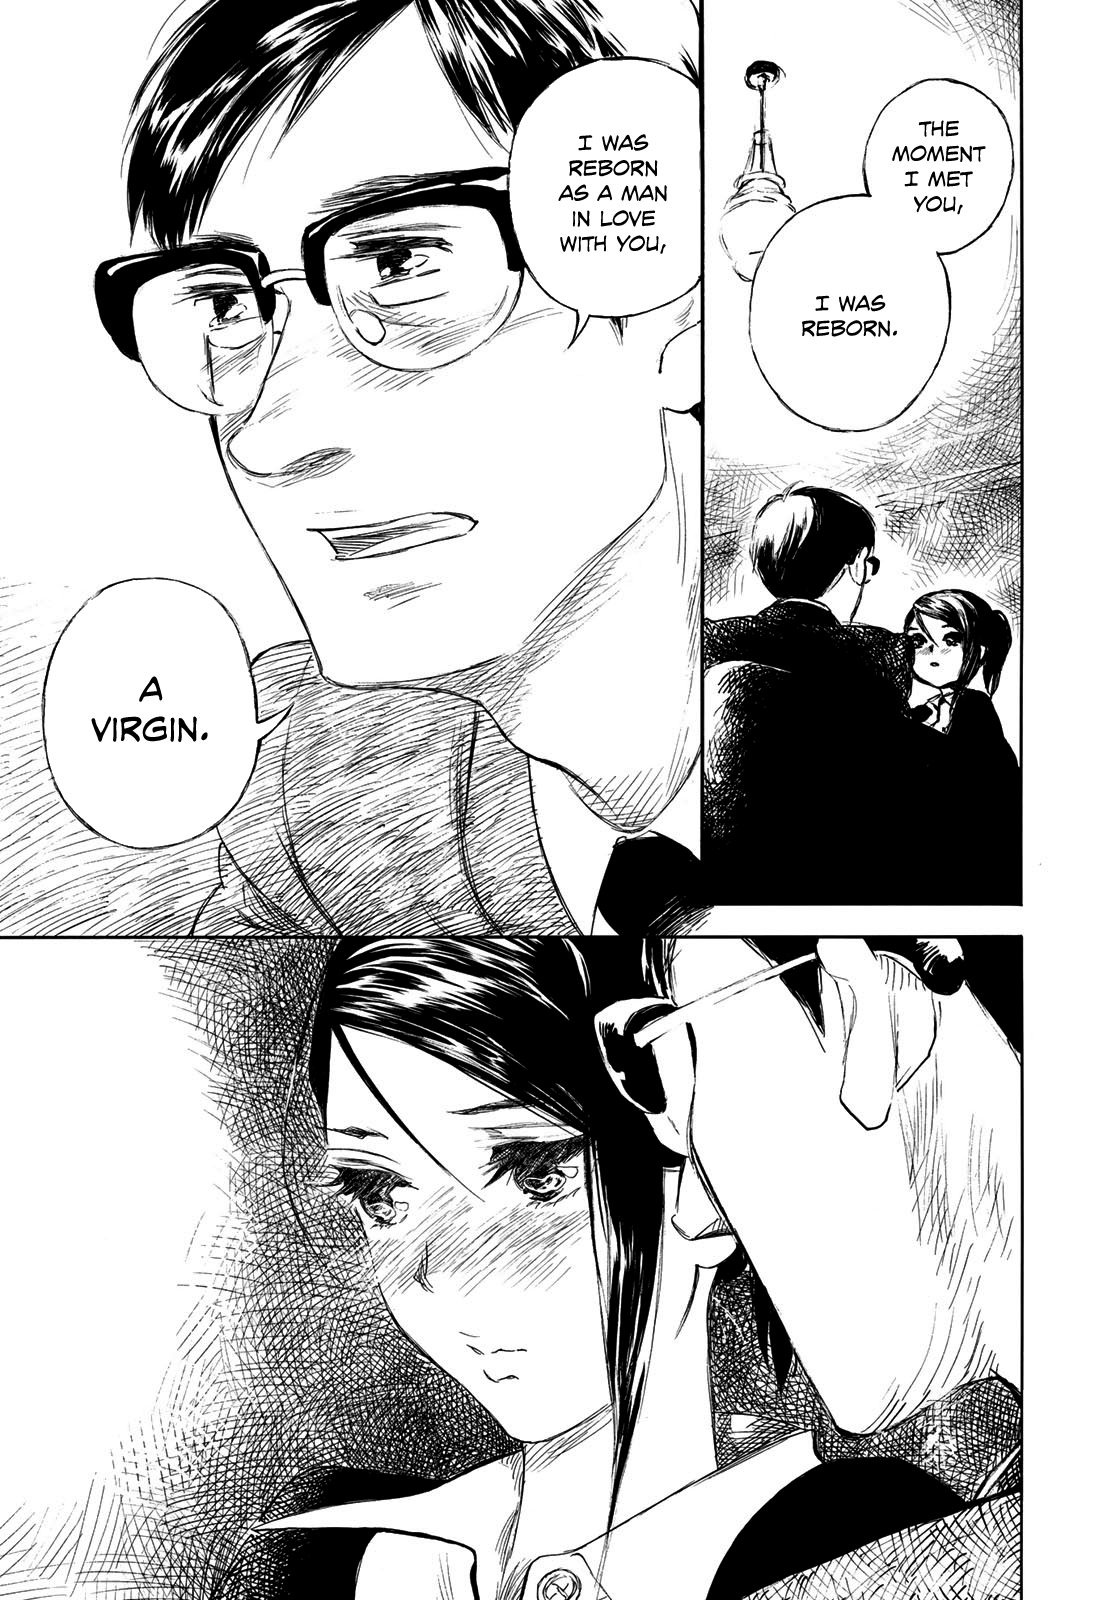 THE
MOMENT
I MET
YOU,
I WAS
REBORN.
I WAS
REBORN
AS A MAN
IN LOVE
WITH YOU,
A
VIRGIN.